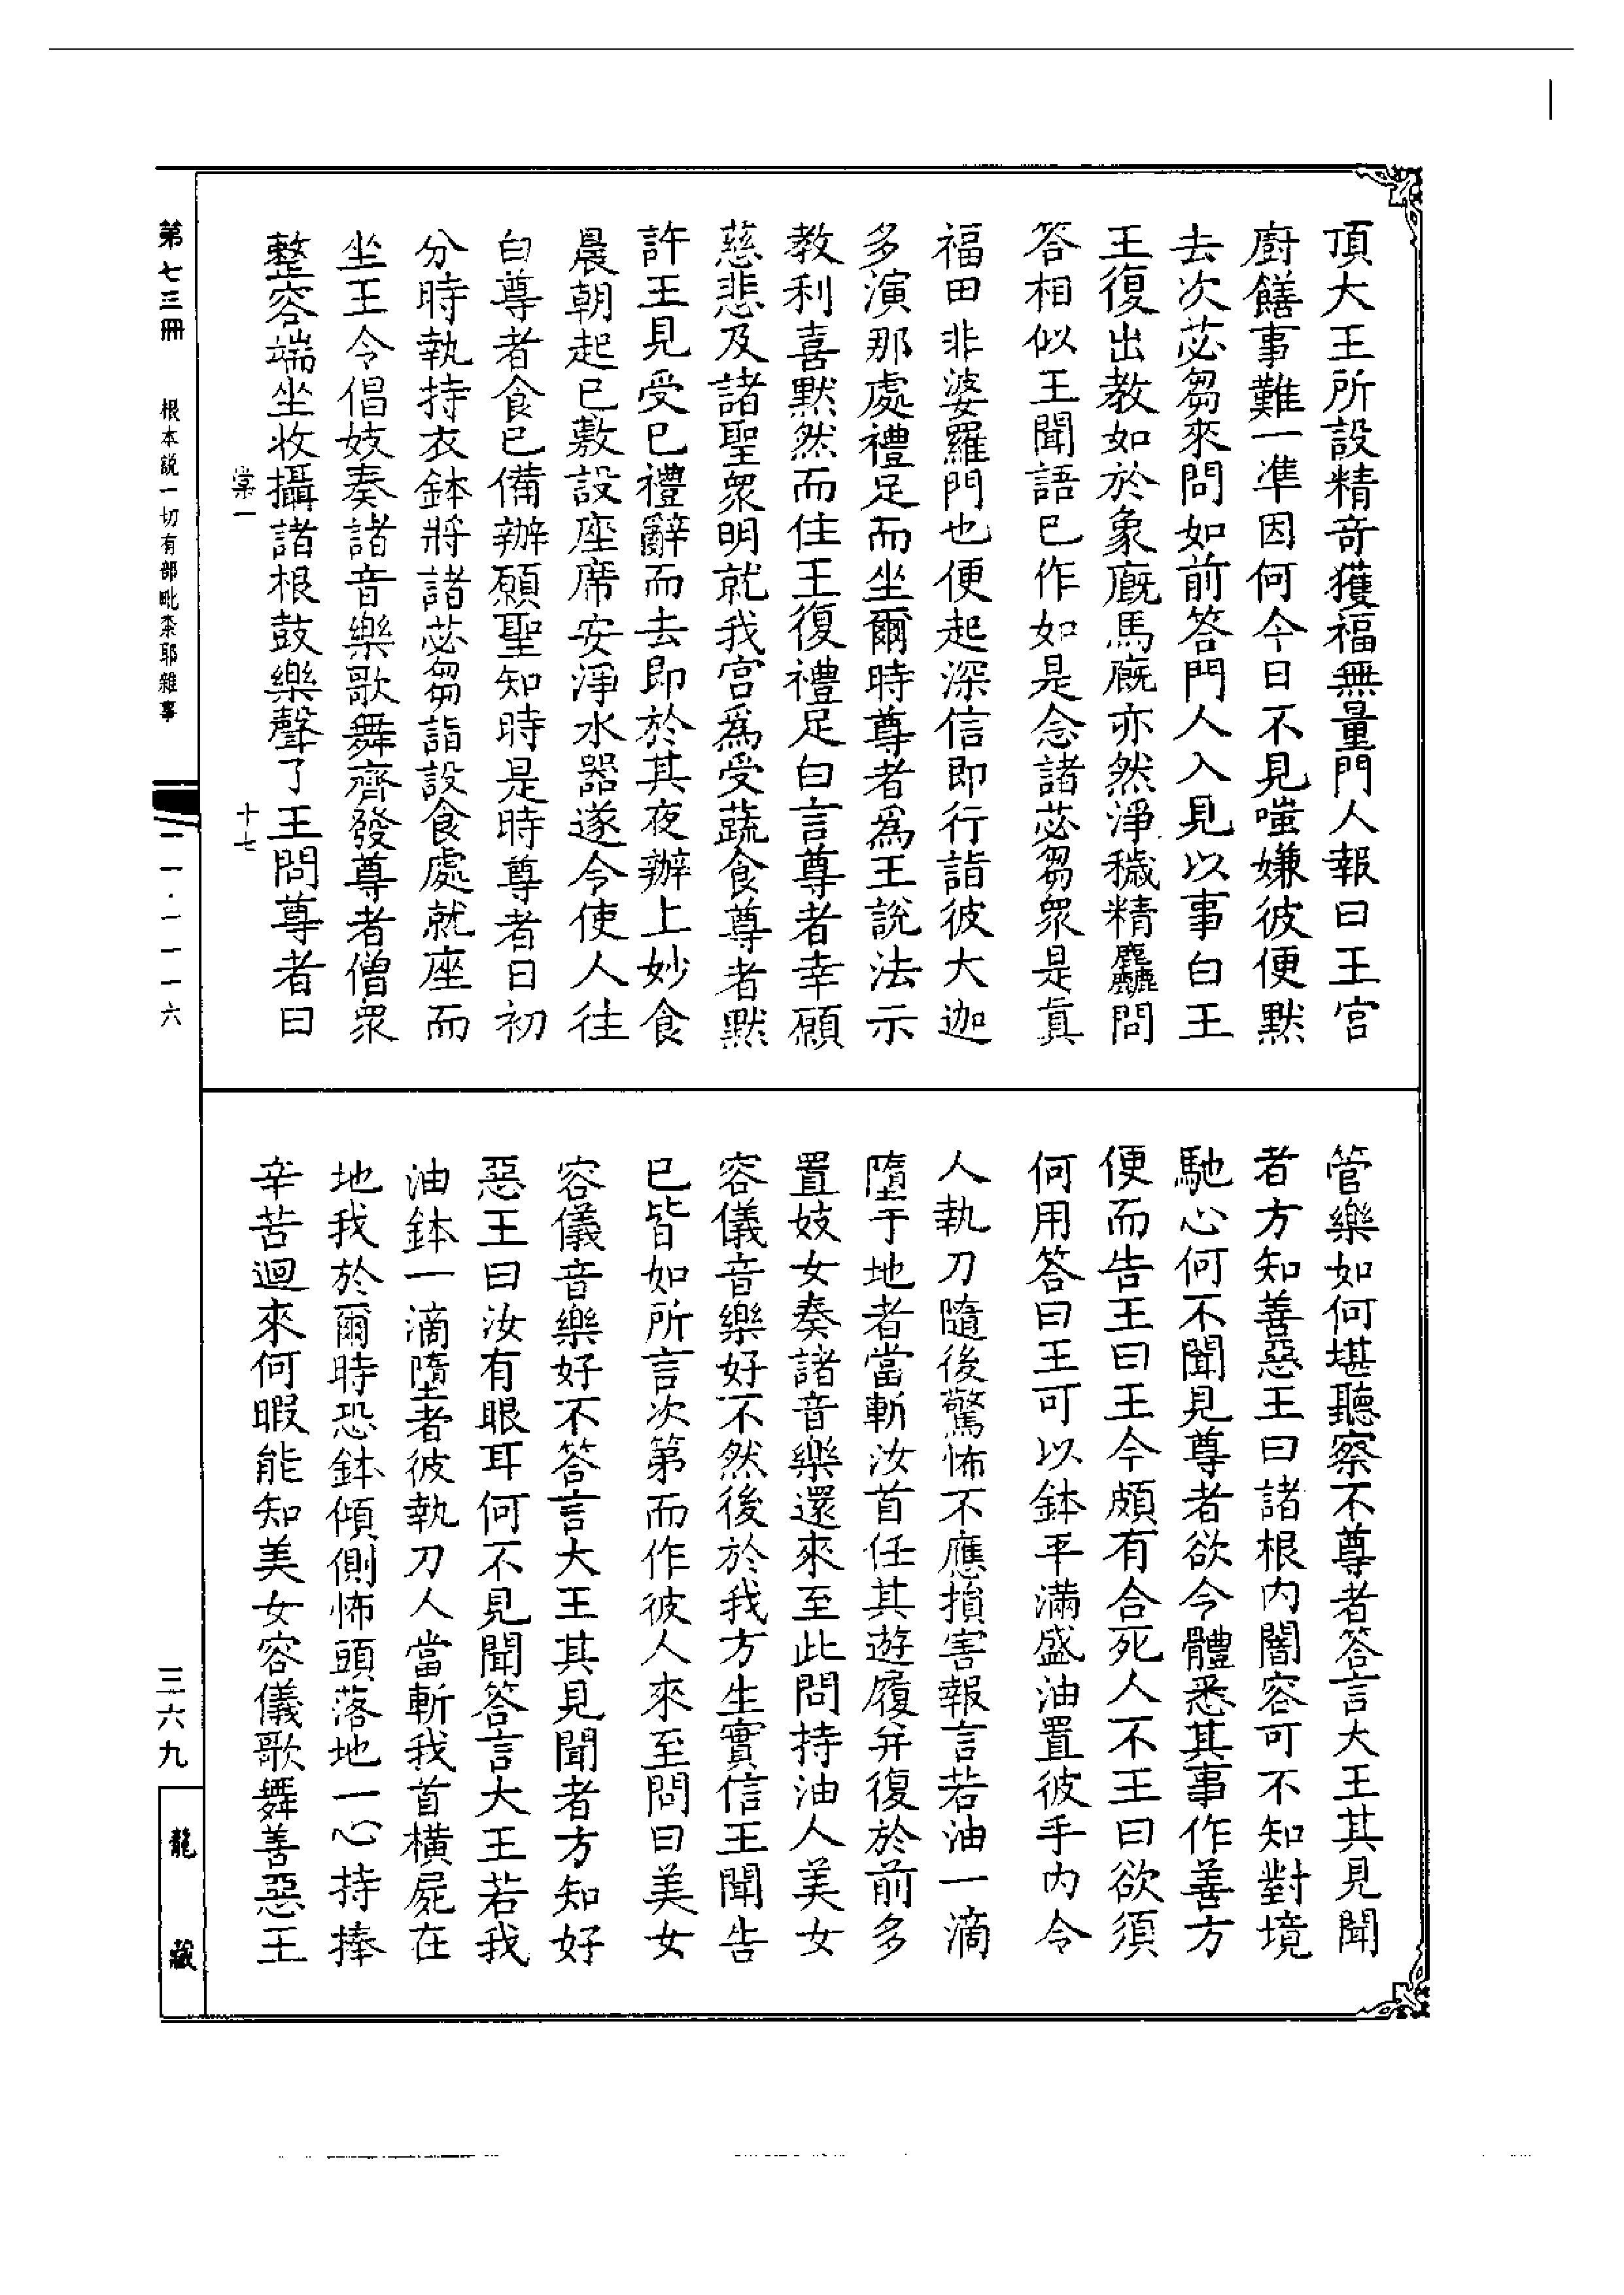 頂大王所設精奇獲福無量門人報曰王宮
廚饍事難一準因何今日不見嗤嫌彼便默
去次苾芻來問如前答門人入見以事白王
王復出教如於象廄馬廄亦然淨穢精麤問
答相似王聞語已作如是念諸苾芻眾是真
福田非婆羅門也便起深信即行詣彼大迦
多演那處禮足而坐爾時尊者為王說法示
教利喜默然而住王復禮足白言尊者幸願
慈悲及諸聖眾明就我宮為受蔬食尊者默
許王見受已禮辭而去即於其夜辦上妙食
晨朝起已敷設座席安淨水器遂令使人往
白尊者食已備辦願聖知時是時尊者日初
分時執持衣鉢將諸苾芻詣設食處就座而
坐王令倡妓奏諸音樂歌舞齊發尊者僧眾
整容端坐收攝諸根鼓樂聲了王問尊者曰
棠一 十七
管樂如何堪聽察不尊者答言大王其見聞
者方知善惡王曰諸根內闇容可不知對境
馳心何不聞見尊者欲令體悉其事作善方
便而告王曰王今頗有合死人不王曰欲須
何用答曰王可以鉢平滿盛油置彼手內令
人執刀隨後驚怖不應損害報言若油一滴
墮于地者當斬汝首任其遊履并復於前多
置妓女奏諸音樂還來至此問持油人美女
容儀音樂好不然後於我方生實信王聞告
已皆如所言次第而作彼人來至問曰美女
容儀音樂好不答言大王其見聞者方知好
惡王曰汝有眼耳何不見聞答言大王若我
油鉢一滴墮者彼執刀人當斬我首橫屍在
地我於爾時恐鉢傾側怖頭落地一心持捧
辛苦迴來何暇能知美女容儀歌舞善惡王
第七三冊 根本説一切有部毗柰耶雜事
一一·一一一六
三六九
龍藏